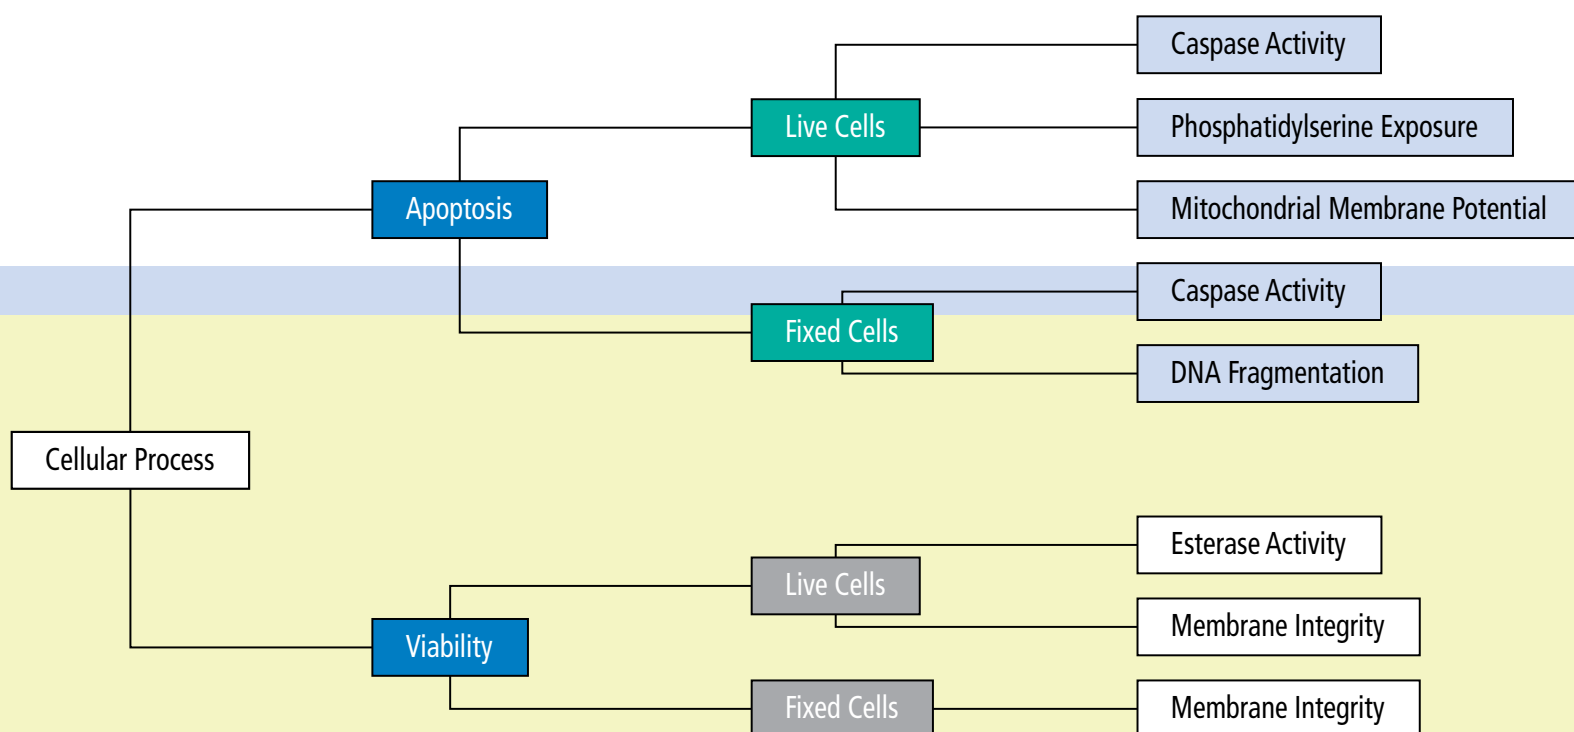 Caspase Activity
Live Cells
Phosphatidylserine Exposure
Apoptosis
Mitochondrial Membrane Potential
Caspase Activity
Fixed Cells
DNA Fragmentation
Cellular Process
Esterase Activity
Live Cells
Membrane Integrity
Viability
Fixed Cells
Membrane Integrity